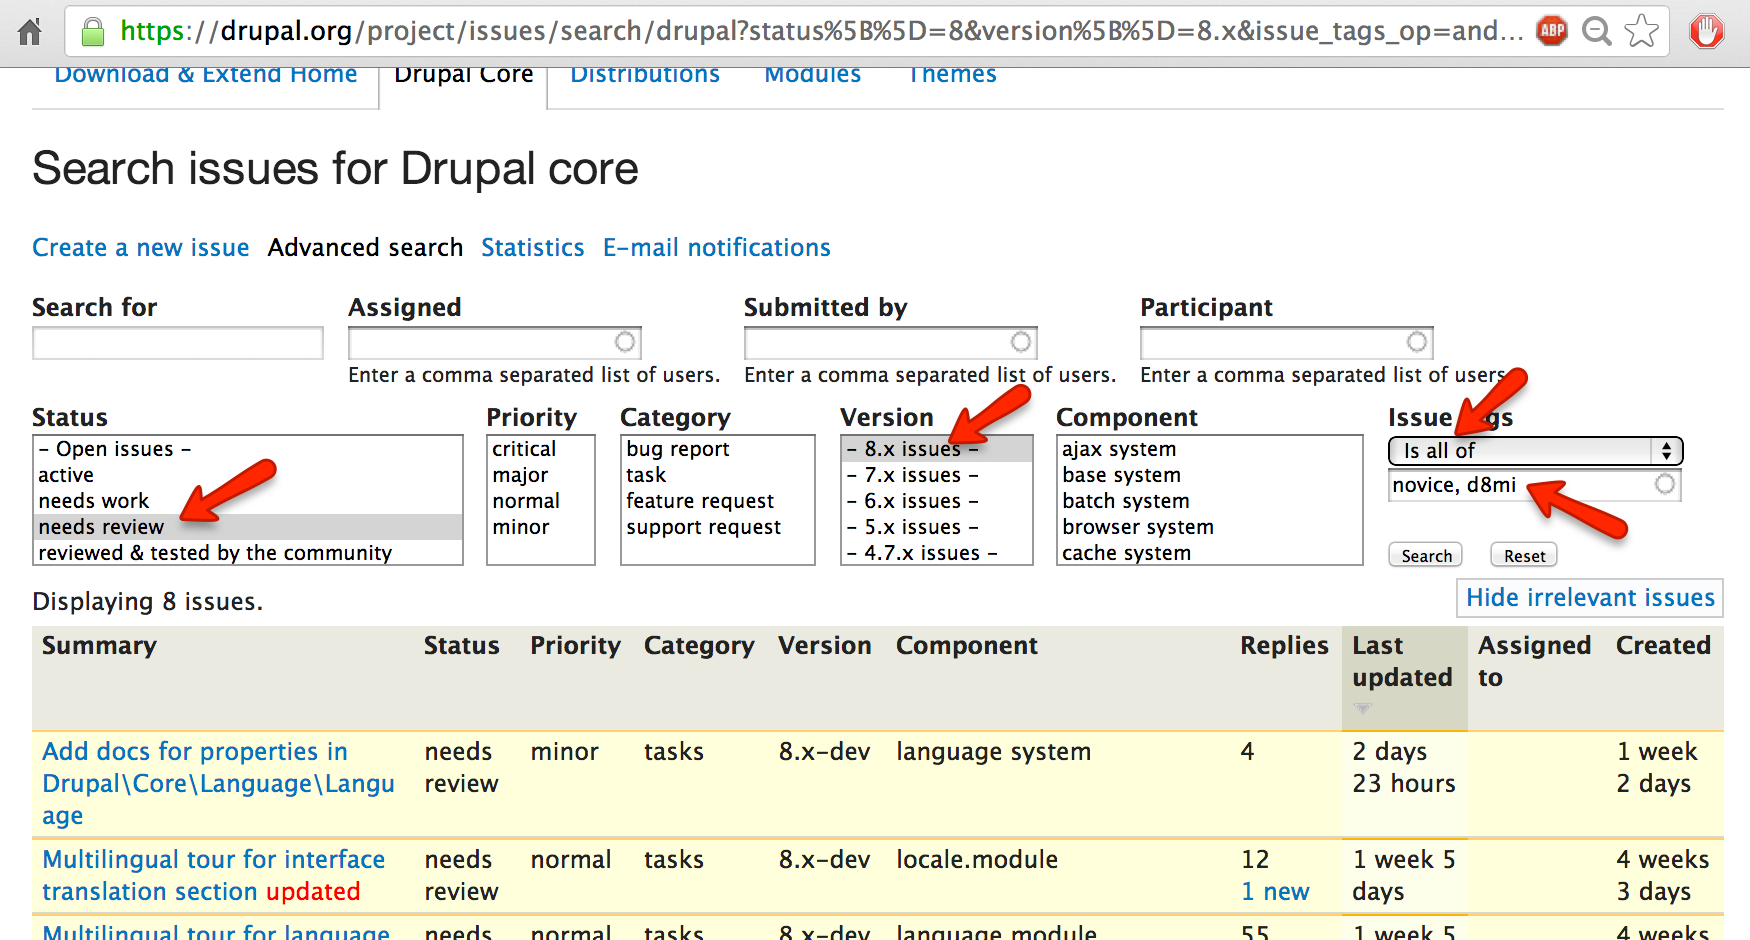 https://drupal.org/project/issues/search/drupal?status%5B%5D=8&version%5B%5D=8.x&issue_tags_op=and... ABP
Download & Extend Home Drupal Core Distributions Modules Themes
Search issues for Drupal core
Create a new issue Advanced search Statistics E-mail notifications
Search for Assigned Submitted by Participant
Enter a comma separated list of users. Enter a comma separated list of users. Enter a comma separated list of users
Status Priority Category Version Component Issue gs
- Open issues - critical bug report - 8.x issues - ajax system Is all of
active major task - 7.x issues - base system
needs work normal feature request - 6.x issues - batch system novice, d8mi
needs review minor support request - 5.x issues - browser system
reviewed & tested by the community - 4.7.x issues - cache system Search Reset
Displaying 8 issues. Hide irrelevant issues
Summary Status Priority Category Version Component Replies Last Assigned Created
updated to
Add docs for properties in needs minor tasks 8.x-dev language system 4 2 days 1 week
Drupal\Core\Language\Langu review 23 hours 2 days
age
Multilingual tour for interface needs normal tasks 8.x-dev locale.module 12 1 week 5 4 weeks
translation section updated review 1 new days 3 days
Multilingual tour for language needs normal tasks 8.x-dev language.module 55 1 week 5 4 weeks